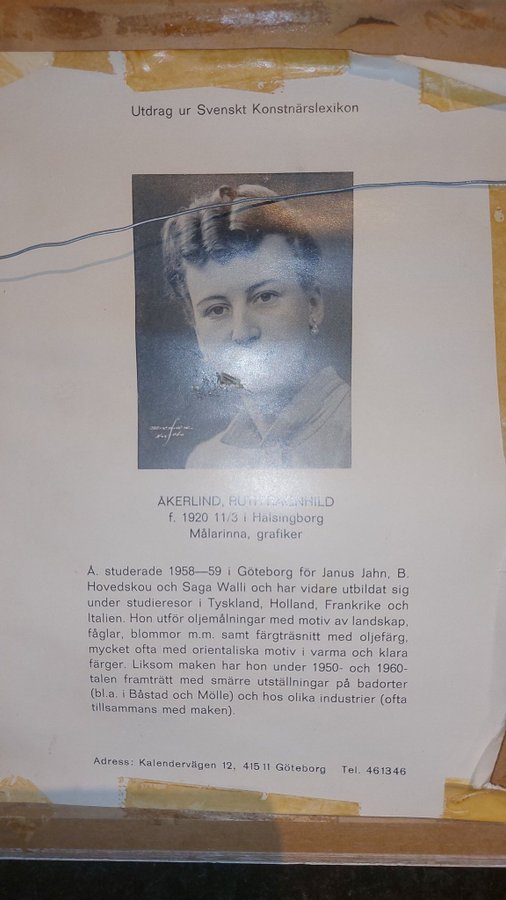 Utdrag ur Svenskt Konstnärslexikon
ÅKERLIND, RUTH RAGNHILD
f. 1920 11/3 i Hälsingborg
Målarinna, grafiker
Å. studerade 1958—59 i Göteborg för Janus Jahn, B.
Hovedskou och Saga Walli och har vidare utbildat sig
under studieresor i Tyskland, Holland, Frankrike och
Italien. Hon utför oljemålningar med motiv av landskap,
fåglar, blommor m.m. samt färgträsnitt med oljefärg,
mycket ofta med orientaliska motiv i varma och klara
färger. Liksom maken har hon under 1950- och 1960-
talen framträtt med smärre utställningar på badorter
(bl.a. i Båstad och Mölle) och hos olika industrier (ofta
tillsammans med maken).
Adress: Kalendervägen 12, 415 11 Göteborg Tel. 461346